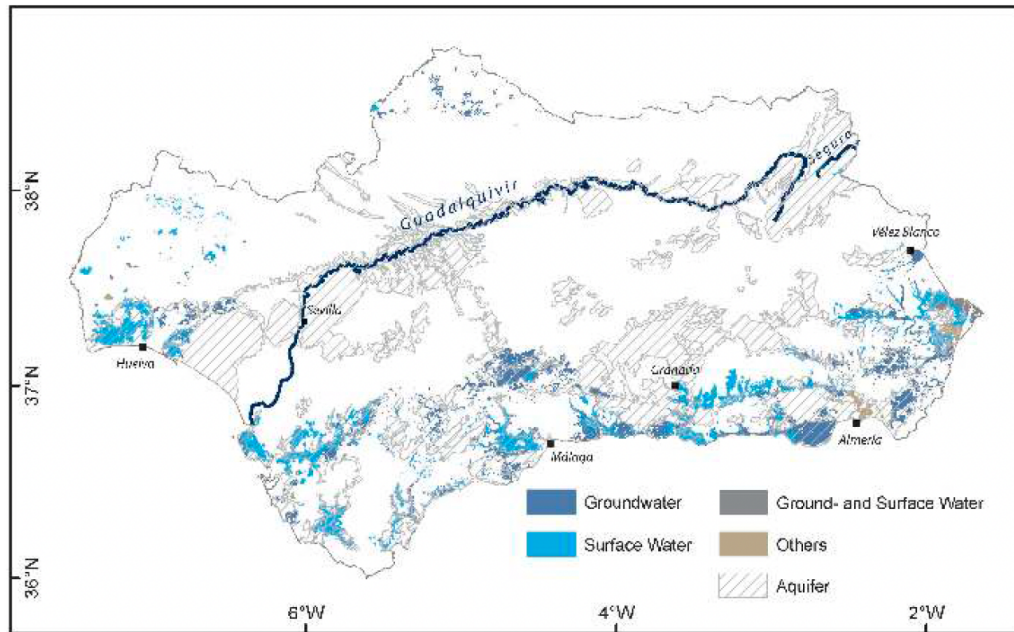 38°N
37°N
36°N
Guadalquivir
Segura
Vélez Blanco
Sevilla
Huelva
Granada
Málaga
Almería
Groundwater
Surface Water
Ground- and Surface Water
Others
Aquifer
6°W
4°W
2°W